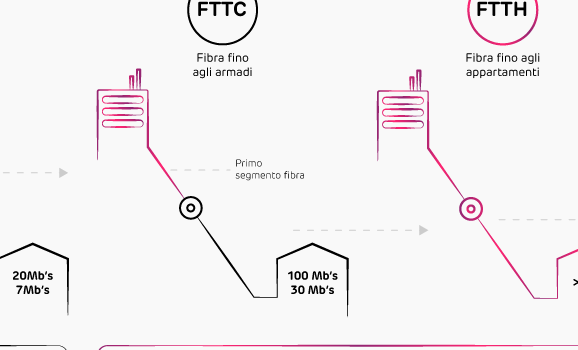 FTTC
Fibra fino
agli armadi
FTTH
Fibra fino agli
appartamenti
Primo
segmento fibra
20Mb's
7Mb's
100 Mb's
30 Mb's
>